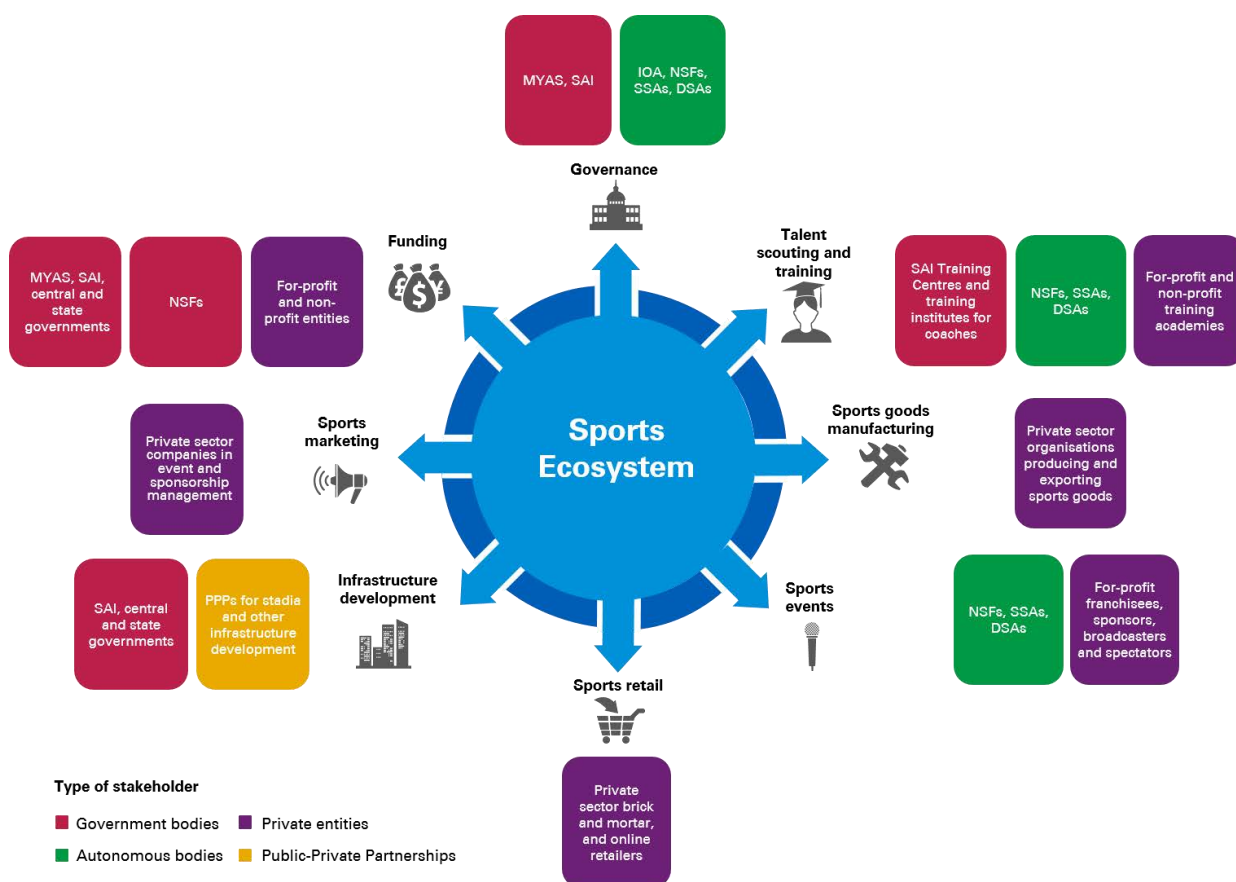 MYAS, SAI
IOA, NSFs,
SSAs, DSAs
Governance
Funding
MYAS, SAI,
central and
state
governments
NSFs
For-profit
and non-
profit entities
£
$
¥
Talent
scouting and
training
SAI Training
Centres and
training
institutes for
coaches
NSFs, SSAs,
DSAs
For-profit and
non-profit
training
academies
Sports
marketing
Private sector
companies in
event and
sponsorship
management
Sports
Ecosystem
Sports goods
manufacturing
Private sector
organisations
producing and
exporting
sports goods
Infrastructure
development
SAI, central
and state
governments
PPPs for stadia
and other
infrastructure
development
Sports
events
NSFs, SSAs,
DSAs
For-profit
franchisees,
sponsors,
broadcasters
and spectators
Sports retail
Private
sector brick
and mortar,
and online
retailers
Type of stakeholder
Government bodies
Private entities
Autonomous bodies
Public-Private Partnerships